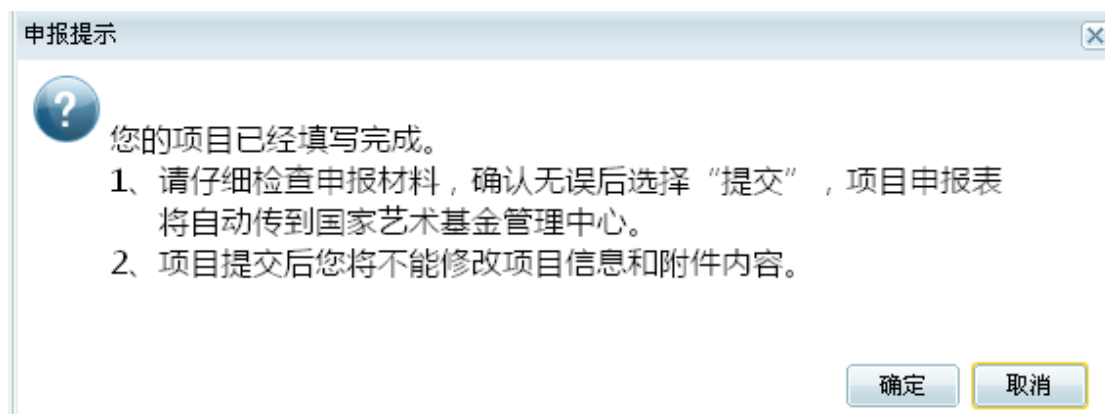 申报提示
您的项目已经填写完成。
1、请仔细检查申报材料，确认无误后选择“提交”，项目申报表
将自动传到国家艺术基金管理中心。
2、项目提交后您将不能修改项目信息和附件内容。
确定 取消